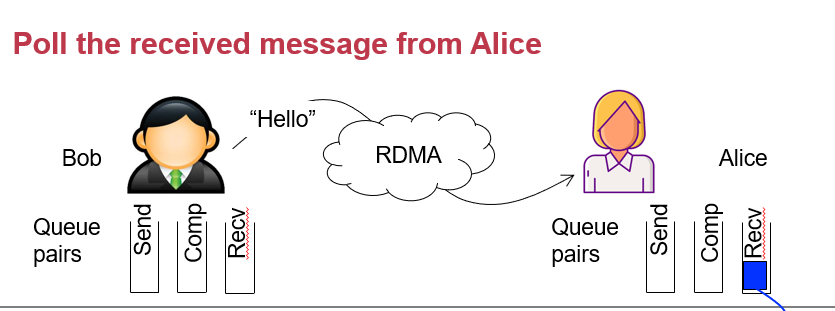 Poll the received message from Alice
“Hello”
RDMA
Bob
Alice
Queue
pairs
Send
Comp
Recv
Queue
pairs
Send
Comp
Recv